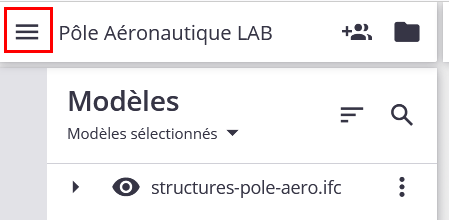 Pôle Aéronautique LAB
Modèles
Modèles sélectionnés
structures-pole-aero.ifc